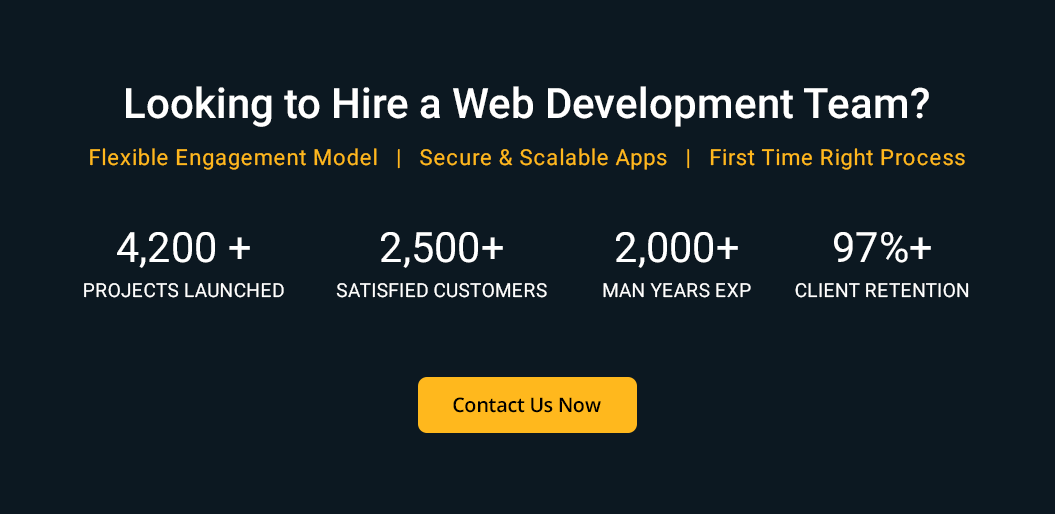 Looking to Hire a Web Development Team?
Flexible Engagement Model | Secure & Scalable Apps | First Time Right Process
4,200 + 2,500+ 2,000+ 97%+
PROJECTS LAUNCHED SATISFIED CUSTOMERS MAN YEARS EXP CLIENT RETENTION
Contact Us Now